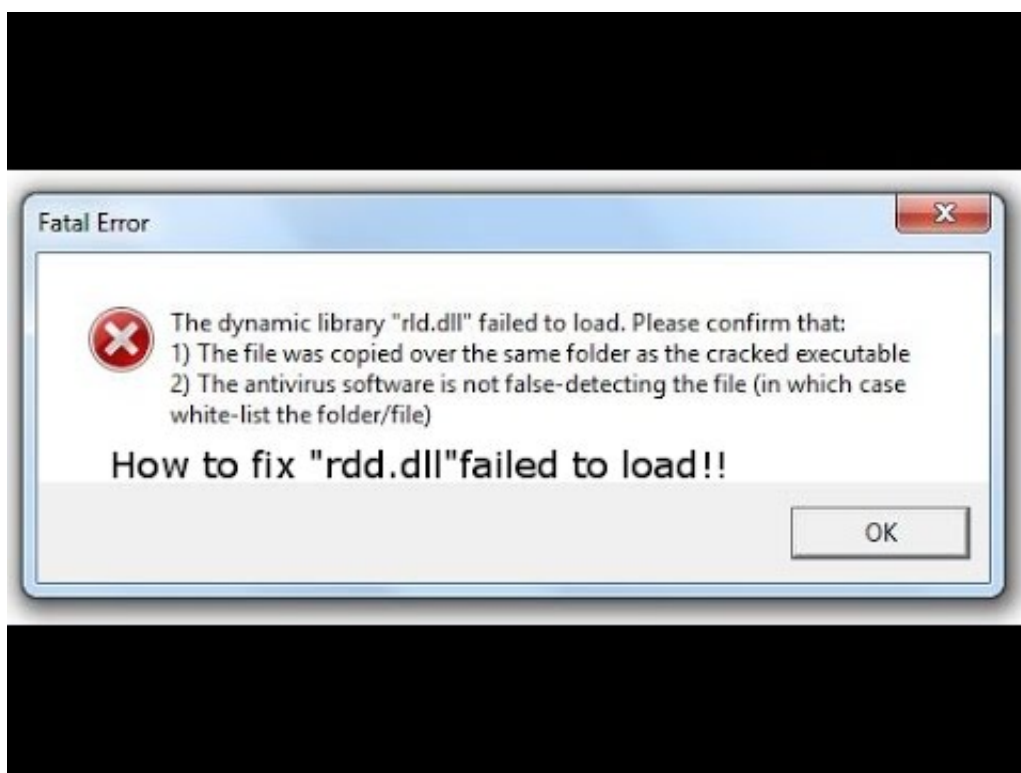 Fatal Error
The dynamic library "rld.dll" failed to load. Please confirm that:
1) The file was copied over the same folder as the cracked executable
2) The antivirus software is not false-detecting the file (in which case
white-list the folder/file)
How to fix "rdd.dll"failed to load!!
OK